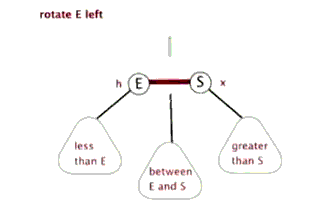 rotate E left
h E S x
less
than E
between
E and S
greater
than S